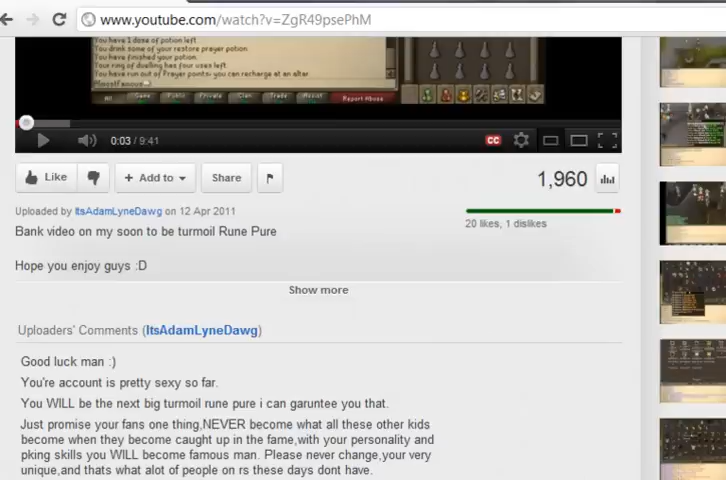 www.youtube.com/watch?v=ZgR49psePhM
You have 1 dose of potion left.
You drink some of your restore prayer potion.
You have finished your potion.
Your ring of duelling has four uses left.
You have run out of Prayer points; you can recharge at an altar.
All Game Public Private Clan Trade Assist Report Abuse
0:03 / 9:41 CC
Like + Add to Share 1,960
Uploaded by ItsAdamLyneDawg on 12 Apr 2011
20 likes, 1 dislikes
Bank video on my soon to be turmoil Rune Pure
Hope you enjoy guys :D
Show more
Uploaders' Comments (ItsAdamLyneDawg)
Good luck man :)
You're account is pretty sexy so far.
You WILL be the next big turmoil rune pure i can garuntee you that.
Just promise your fans one thing,NEVER become what all these other kids
become when they become caught up in the fame,with your personality and
pking skills you WILL become famous man. Please never change,your very
unique,and thats what alot of people on rs these days dont have.